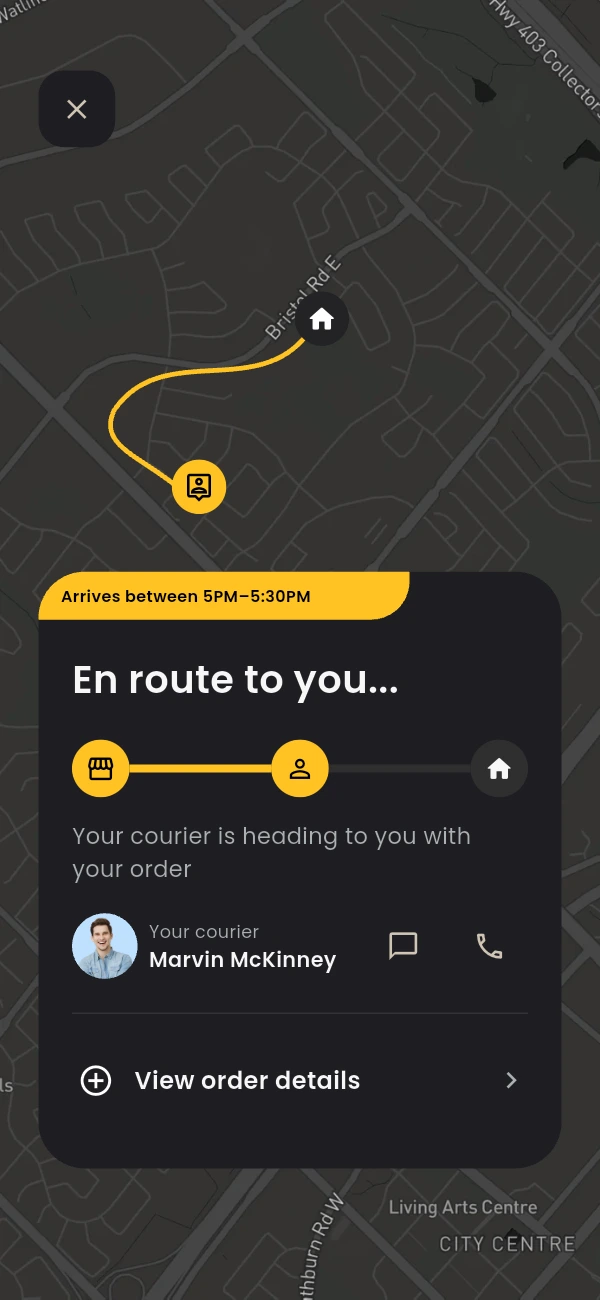 Hwy 403 Collector
Bristol Rd E
Arrives between 5PM–5:30PM
En route to you...
Your courier is heading to you with
your order
Your courier
Marvin McKinney
View order details
Living Arts Centre
CITY CENTRE